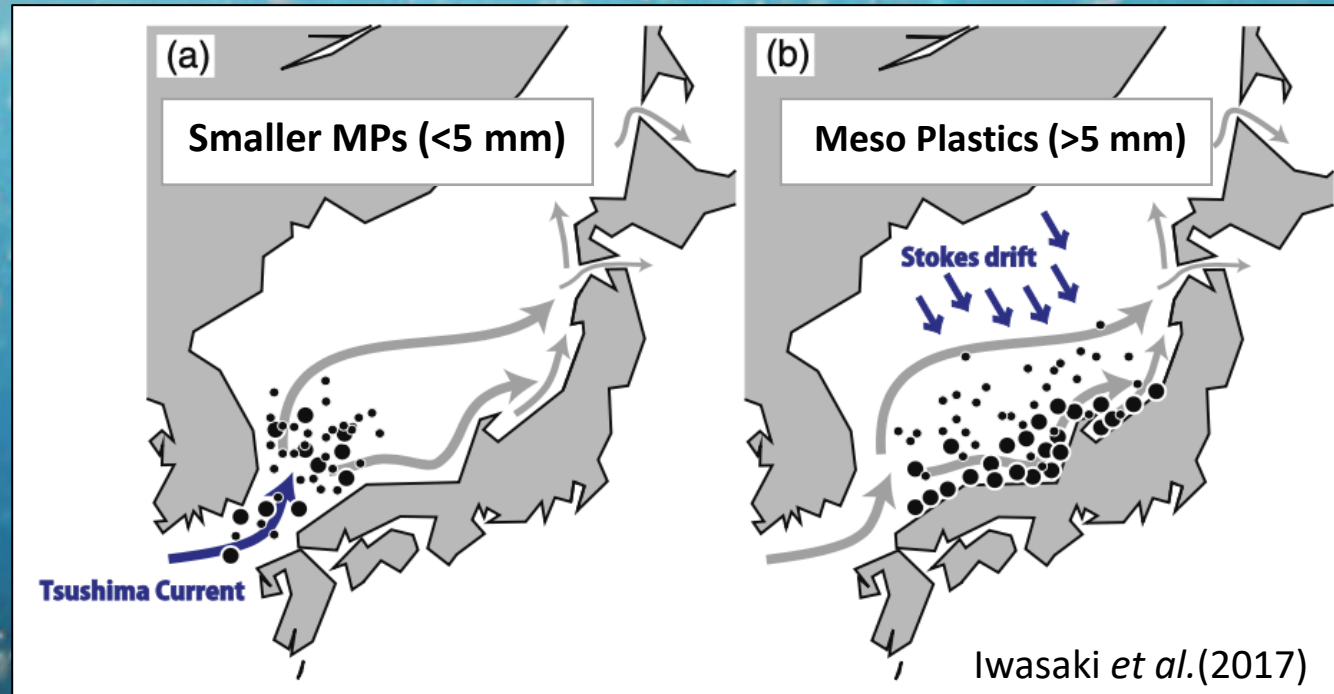 (a)
Smaller MPs (<5 mm)
Tsushima Current
(b)
Meso Plastics (>5 mm)
Stokes drift
Iwasaki et al.(2017)